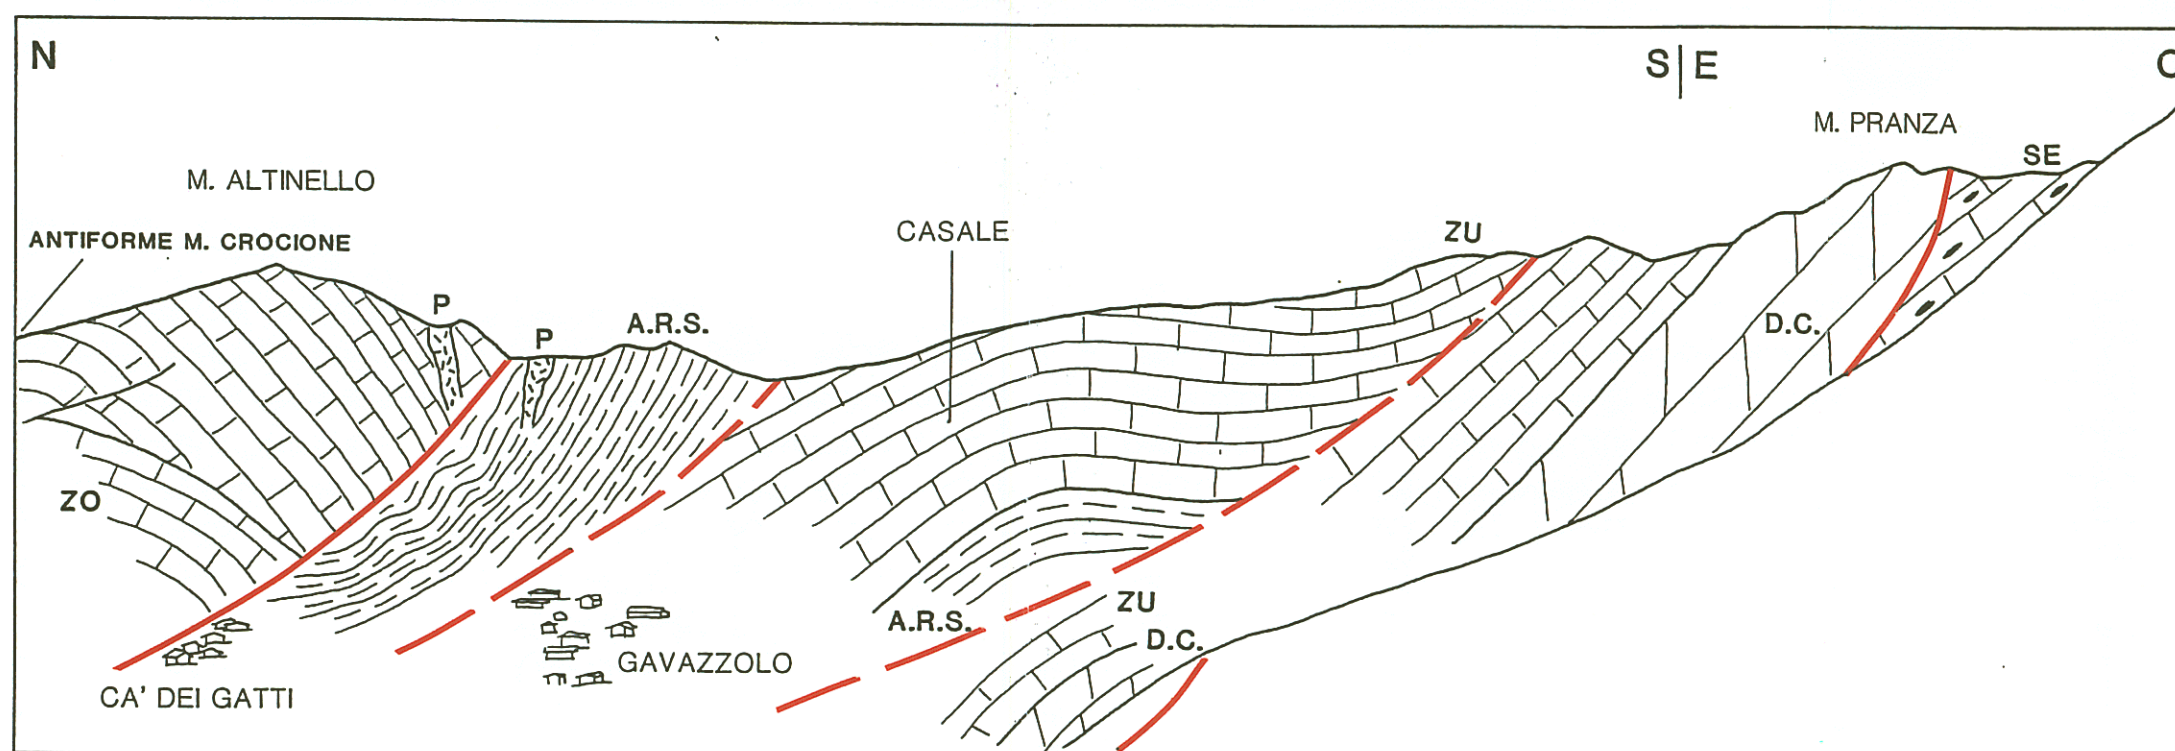 N
S E
M. PRANZA
SE
M. ALTINELLO
ANTIFORME M. CROCIONE
CASALE
ZU
P
P
A.R.S.
D.C.
ZO
ZU
A.R.S.
D.C.
GAVAZZOLO
CA' DEI GATTI